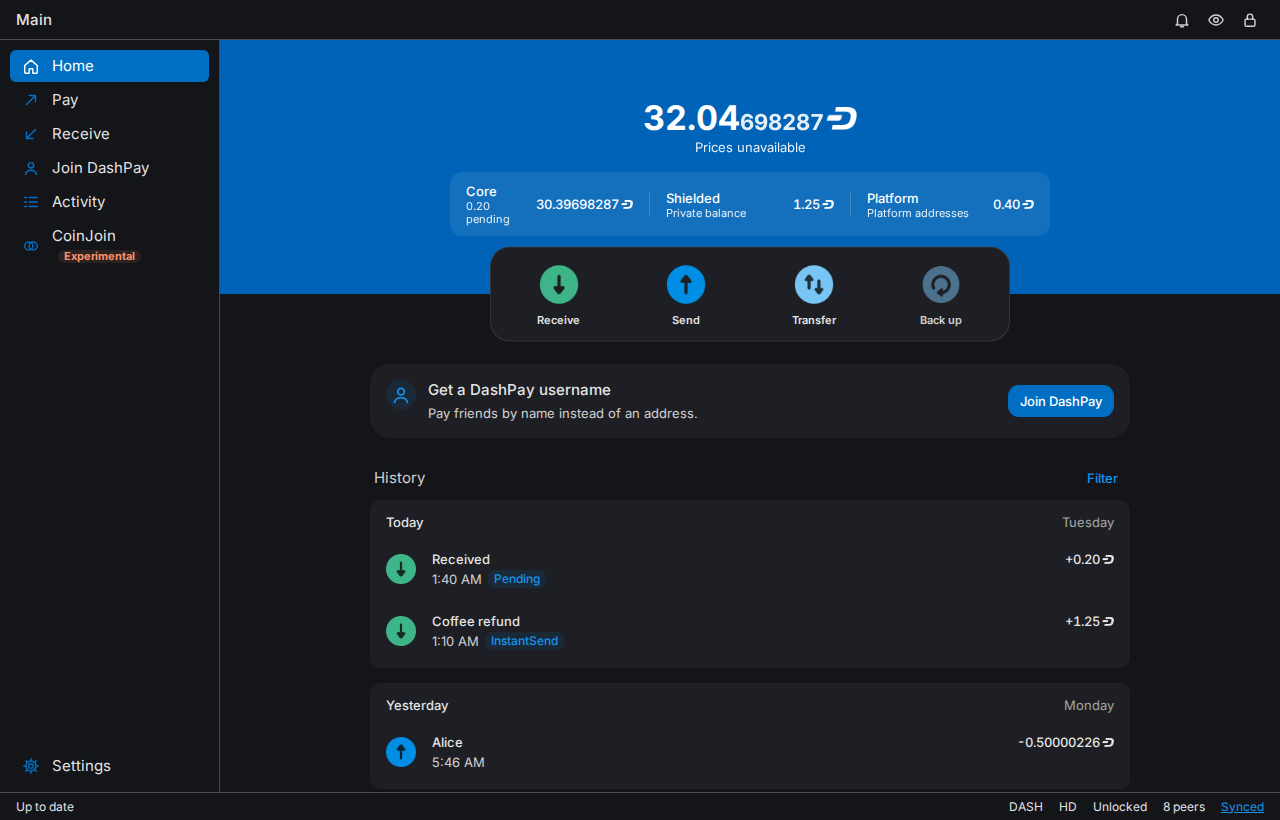 Main
Home
Pay
Receive
Join DashPay
Activity
CoinJoin
Experimental
Settings
32.04698287
Prices unavailable
Core
0.20
pending
30.39698287
Shielded
Private balance
1.25
Platform
Platform addresses
0.40
Receive
Send
Transfer
Back up
Get a DashPay username
Pay friends by name instead of an address.
Join DashPay
History
Filter
Today
Tuesday
Received
+0.20
1:40 AM Pending
Coffee refund
+1.25
1:10 AM InstantSend
Yesterday
Monday
Alice
-0.50000226
5:46 AM
Up to date
DASH HD Unlocked 8 peers Synced